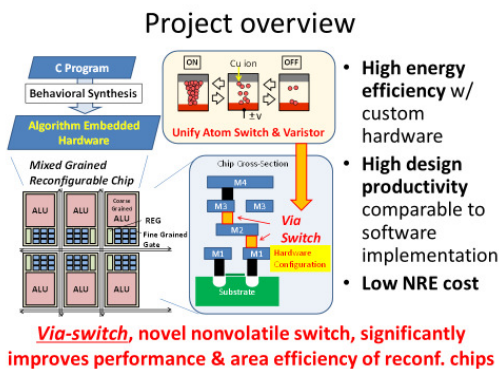 Project overview
C Program
Behavioral Synthesis
Algorithm Embedded
Hardware
Mixed Grained
Reconfigurable Chip
ALU
ALU
Coarse
Grained
ALU
REG
Fine Grained
Gate
ALU
ALU
ALU
Cu ion
ON
OFF
±v
Unify Atom Switch & Varistor
Chip Cross-Section
M4
M3
M3
M2
M1
M1
Via
Switch
Hardware
Configuration
Substrate
• High energy
efficiency w/
custom
hardware
• High design
productivity
comparable to
software
implementation
• Low NRE cost
Via-switch, novel nonvolatile switch, significantly
improves performance & area efficiency of reconf. chips